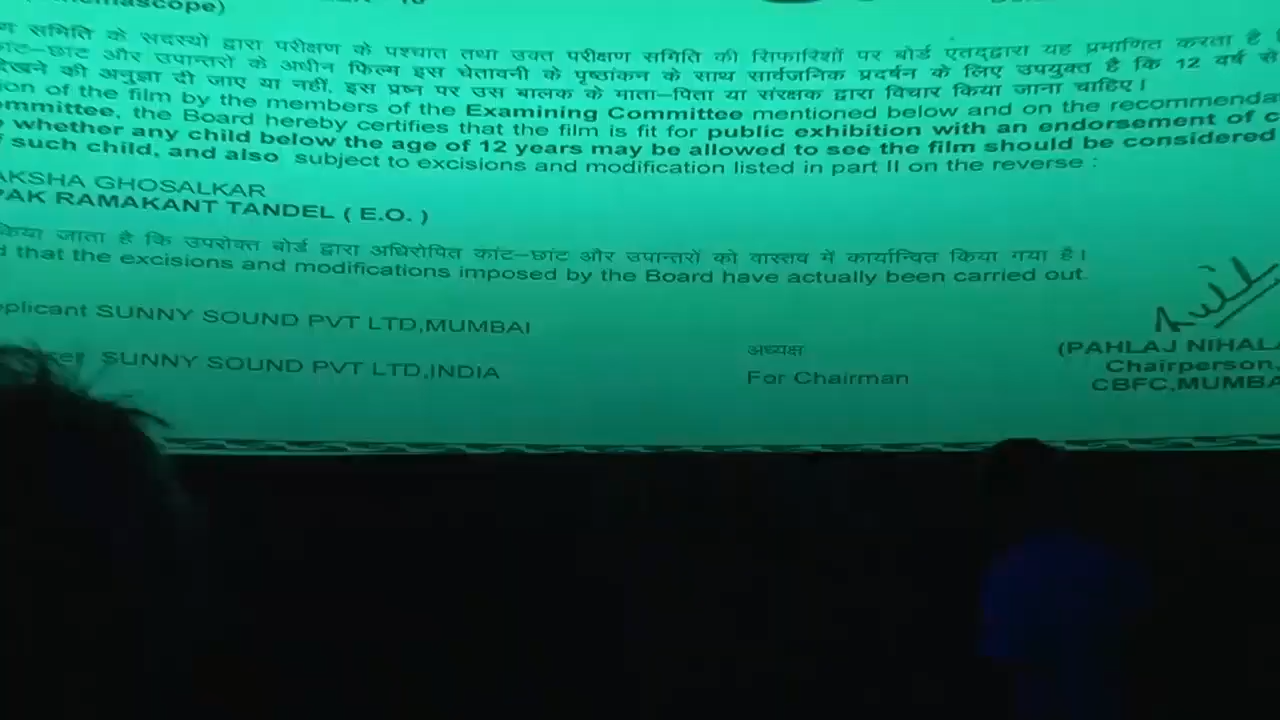 ण समिति के सदस्यों द्वारा परीक्षण के पश्चात तथा उक्त परीक्षण समिति की सिफारिशों पर बोर्ड एतद्द्वारा यह प्रमाणित करता है
कांट-छांट और उपान्तरों के अधीन फिल्म इस चेतावनी के पृष्ठांकन के साथ सार्वजनिक प्रदर्शन के लिए उपयुक्त है कि 12 वर्ष से
देखने की अनुज्ञा दी जाए या नहीं, इस प्रश्न पर उस बालक के माता-पिता या संरक्षक द्वारा विचार किया जाना चाहिए।
ion of the film by the members of the Examining Committee mentioned below and on the recommenda
ommittee, the Board hereby certifies that the film is fit for public exhibition with an endorsement of c
whether any child below the age of 12 years may be allowed to see the film should be considered
such child, and also subject to excisions and modification listed in part II on the reverse :
AKSHA GHOSALKAR
PAK RAMAKANT TANDEL ( E.O. )
किया जाता है कि उपरोक्त बोर्ड द्वारा अधिरोपित कांट-छांट और उपान्तरों को वास्तव में कार्यान्वित किया गया है।
d that the excisions and modifications imposed by the Board have actually been carried out.
plicant SUNNY SOUND PVT LTD,MUMBAI
SUNNY SOUND PVT LTD,INDIA
अध्यक्ष
For Chairman
(PAHLAJ NIHALA
Chairperson,
CBFC,MUMBA